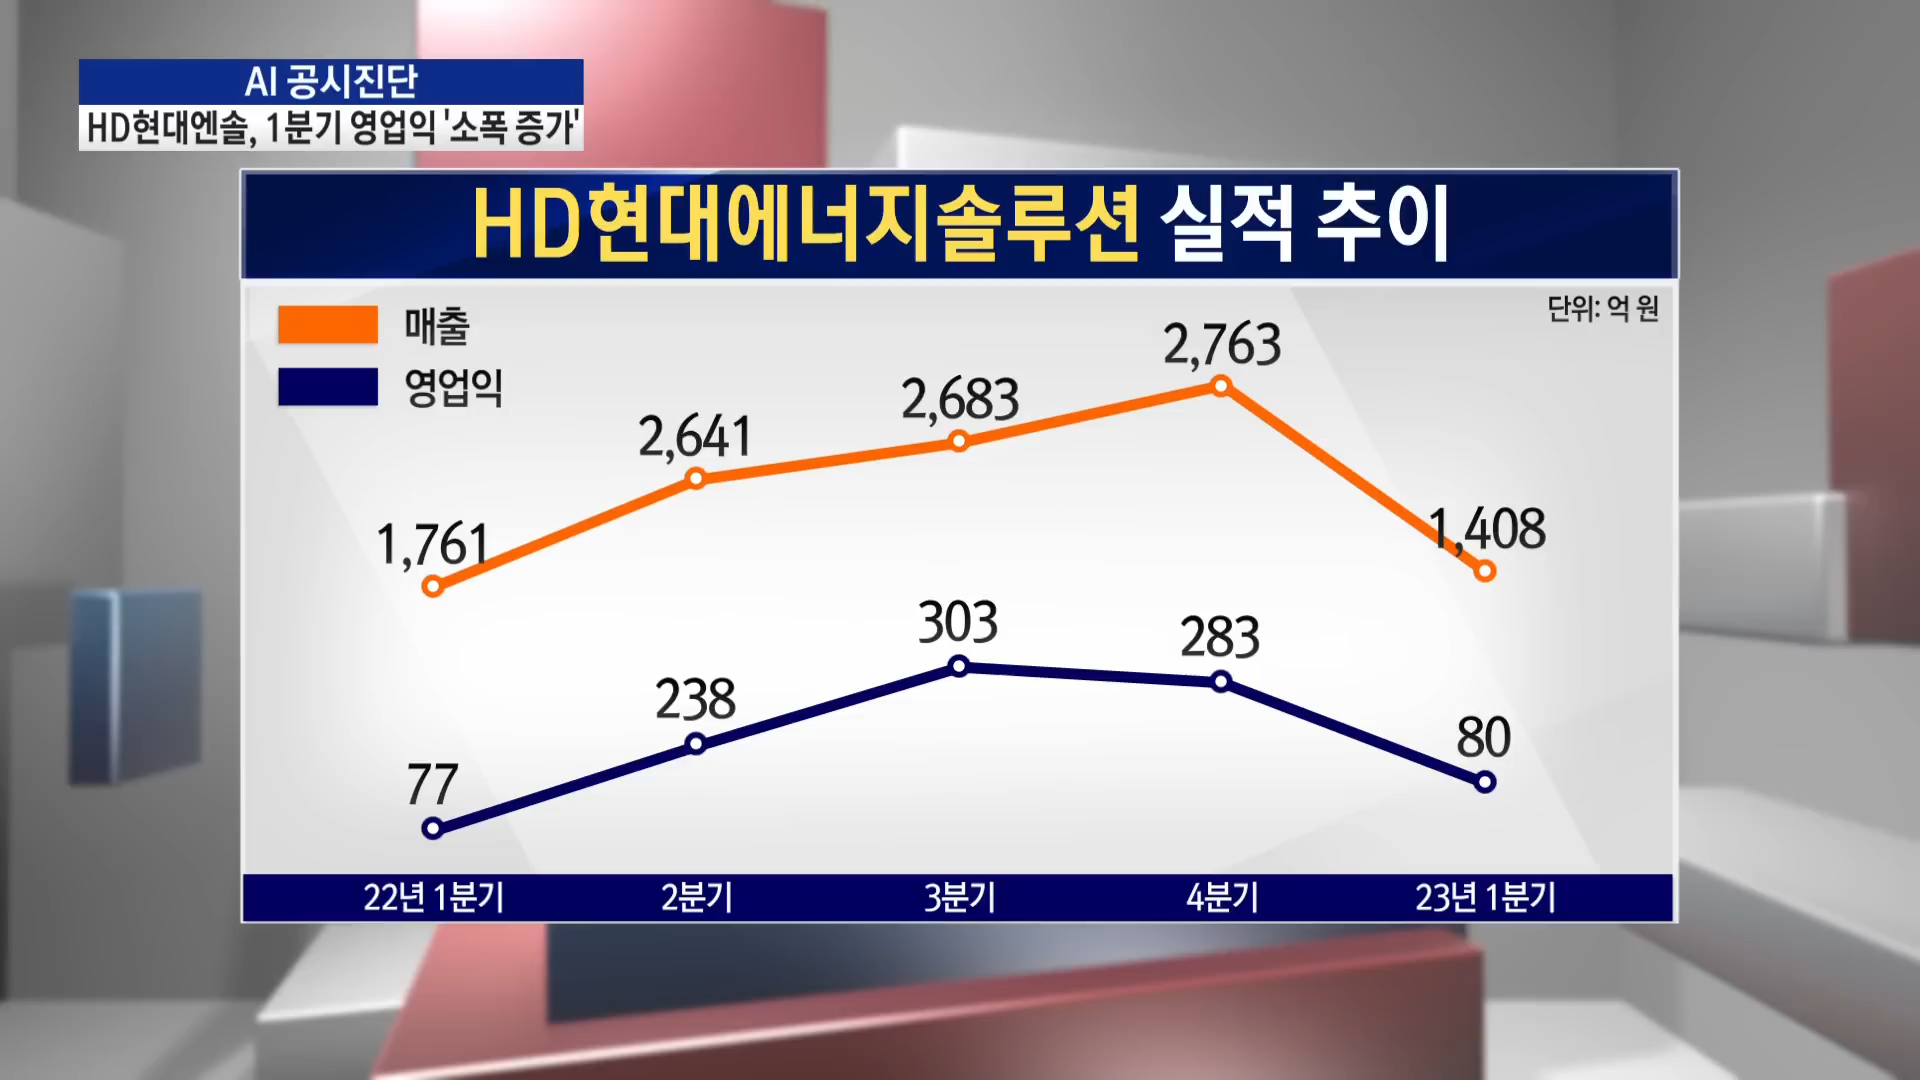 AI 공시진단
HD현대엔솔, 1분기 영업익 '소폭 증가'
HD현대에너지솔루션 실적 추이
단위: 억 원
매출
영업익
1,761
2,641
2,683
2,763
1,408
77
238
303
283
80
22년 1분기
2분기
3분기
4분기
23년 1분기